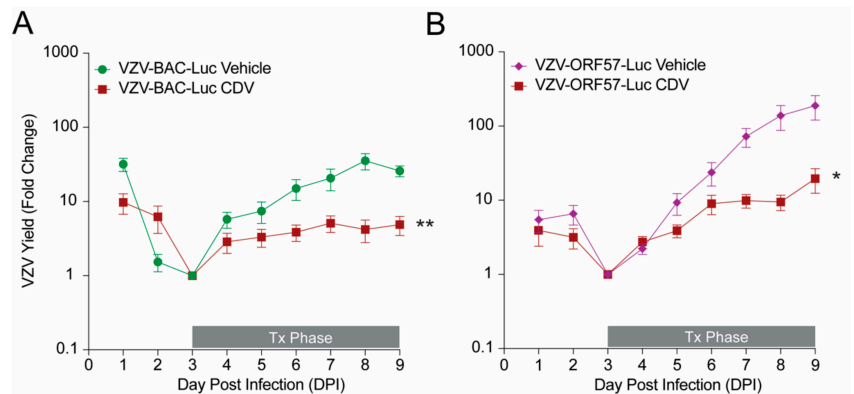 A
1000
100
10
1
0.1
VZV Yield (Fold Change)
VZV-BAC-Luc Vehicle
VZV-BAC-Luc CDV
**
Tx Phase
0 1 2 3 4 5 6 7 8 9
Day Post Infection (DPI)
B
1000
100
10
1
0.1
VZV-ORF57-Luc Vehicle
VZV-ORF57-Luc CDV
*
Tx Phase
0 1 2 3 4 5 6 7 8 9
Day Post Infection (DPI)